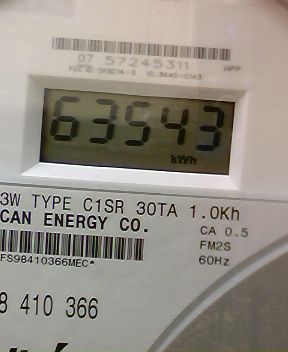 07 57245311 NPP
63543
kWh
3W TYPE C1SR 30TA 1.0Kh
CAN ENERGY CO.
CA 0.5
FM2S
60Hz
FS98410366MEC*
8 410 366